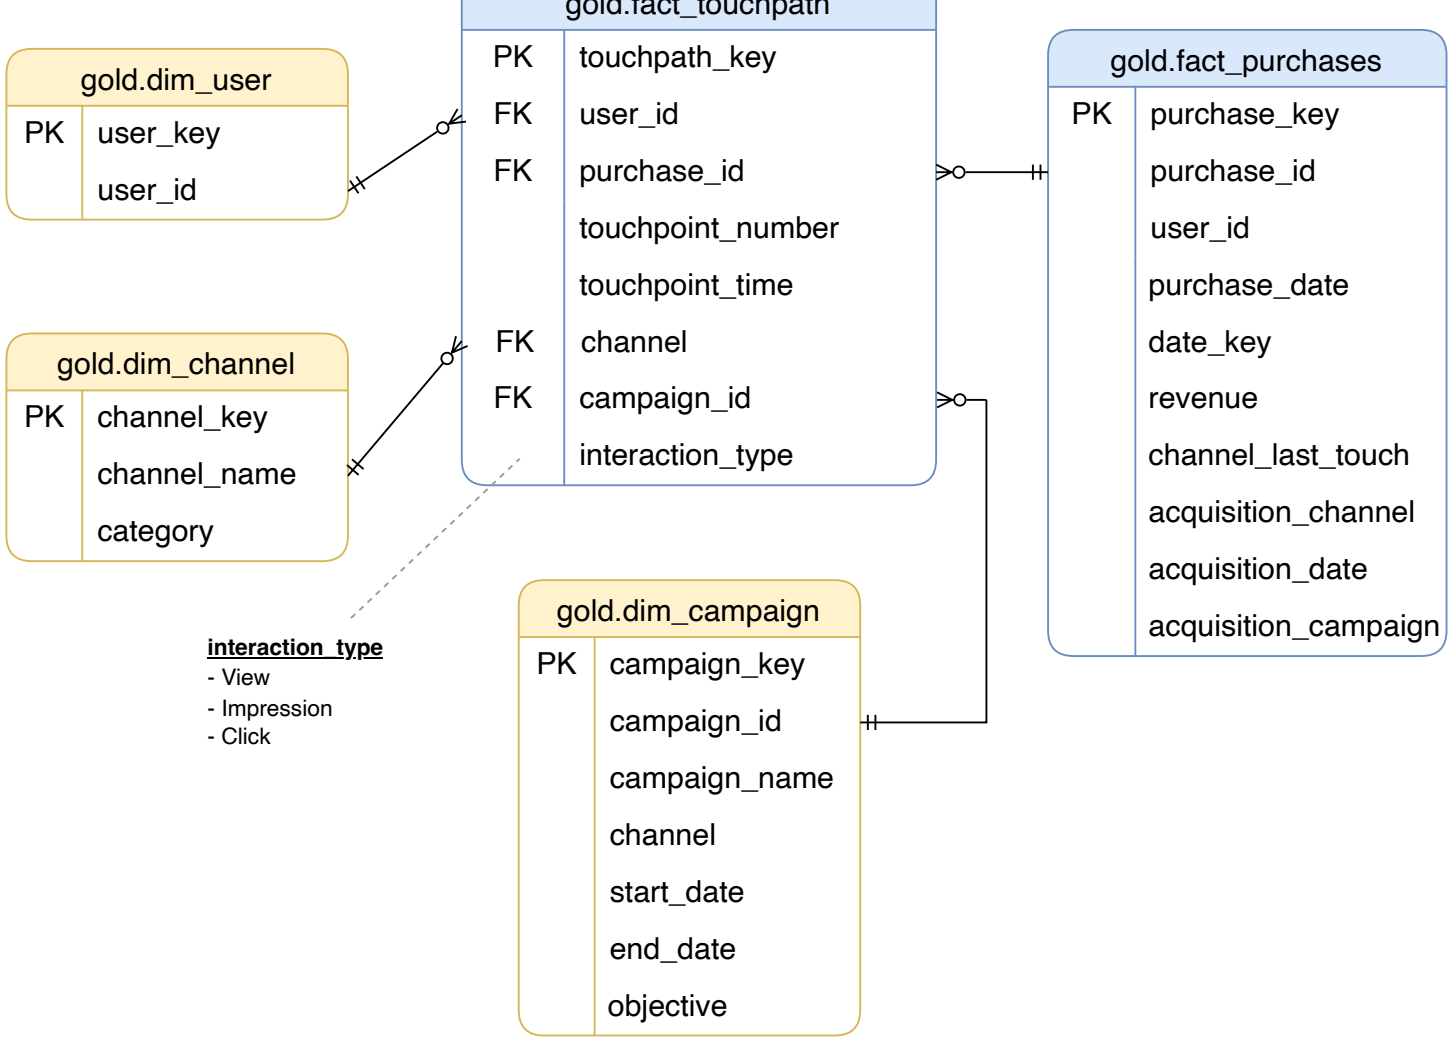 gold.fact_touchpath
PK touchpath_key
FK user_id
FK purchase_id
touchpoint_number
touchpoint_time
FK channel
FK campaign_id
interaction_type
gold.dim_user
PK user_key
user_id
gold.dim_channel
PK channel_key
channel_name
category
interaction_type
- View
- Impression
- Click
gold.dim_campaign
PK campaign_key
campaign_id
campaign_name
channel
start_date
end_date
objective
gold.fact_purchases
PK purchase_key
purchase_id
user_id
purchase_date
date_key
revenue
channel_last_touch
acquisition_channel
acquisition_date
acquisition_campaign